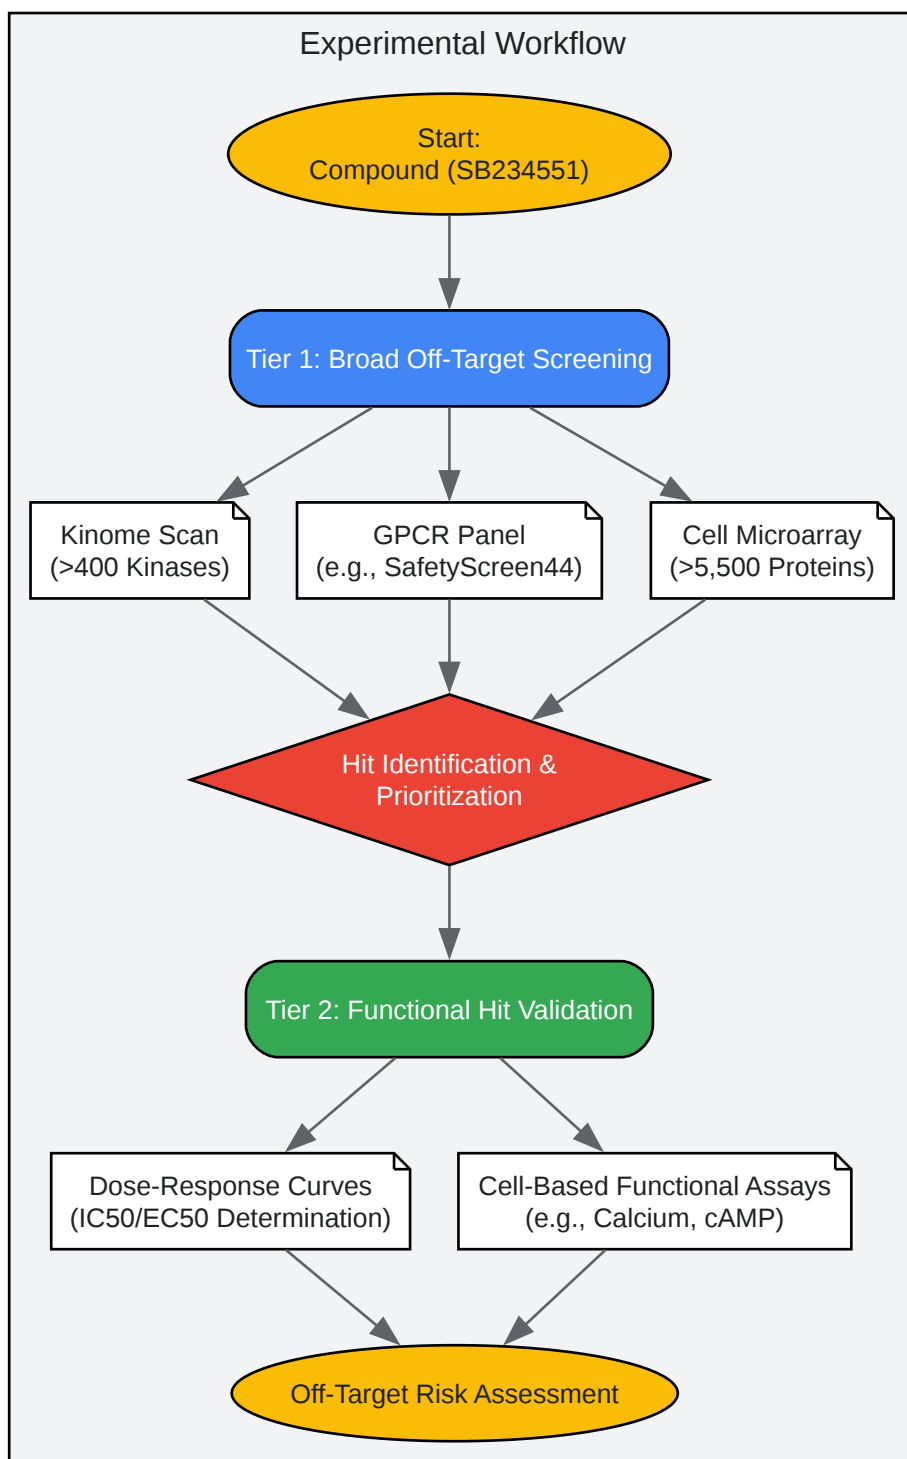 Experimental Workflow
Start:
Compound (SB234551)
Tier 1: Broad Off-Target Screening
Kinome Scan
(>400 Kinases)
GPCR Panel
(e.g., SafetyScreen44)
Cell Microarray
(>5,500 Proteins)
Hit Identification &
Prioritization
Tier 2: Functional Hit Validation
Dose-Response Curves
(IC50/EC50 Determination)
Cell-Based Functional Assays
(e.g., Calcium, cAMP)
Off-Target Risk Assessment